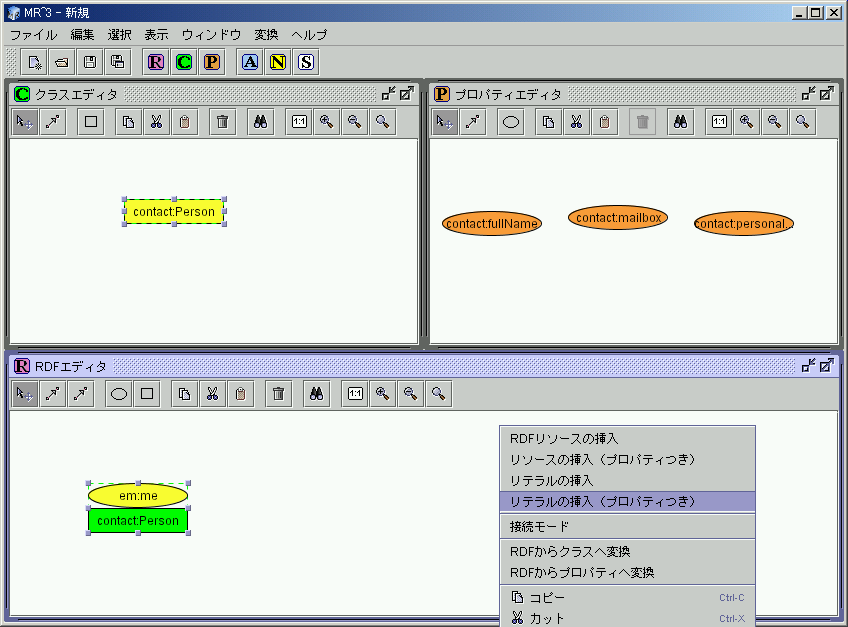 MR^3 - 新規
ファイル 編集 選択 表示 ウィンドウ 変換 ヘルプ
R C P A N S
C クラスエディタ
P プロパティエディタ
1:1
1:1
contact:Person
contact:fullName
contact:mailbox
contact:personal...
R RDFエディタ
1:1
em:me
contact:Person
RDFリソースの挿入
リソースの挿入（プロパティつき）
リテラルの挿入
リテラルの挿入（プロパティつき）
接続モード
RDFからクラスへ変換
RDFからプロパティへ変換
コピー Ctrl-C
カット Ctrl-X